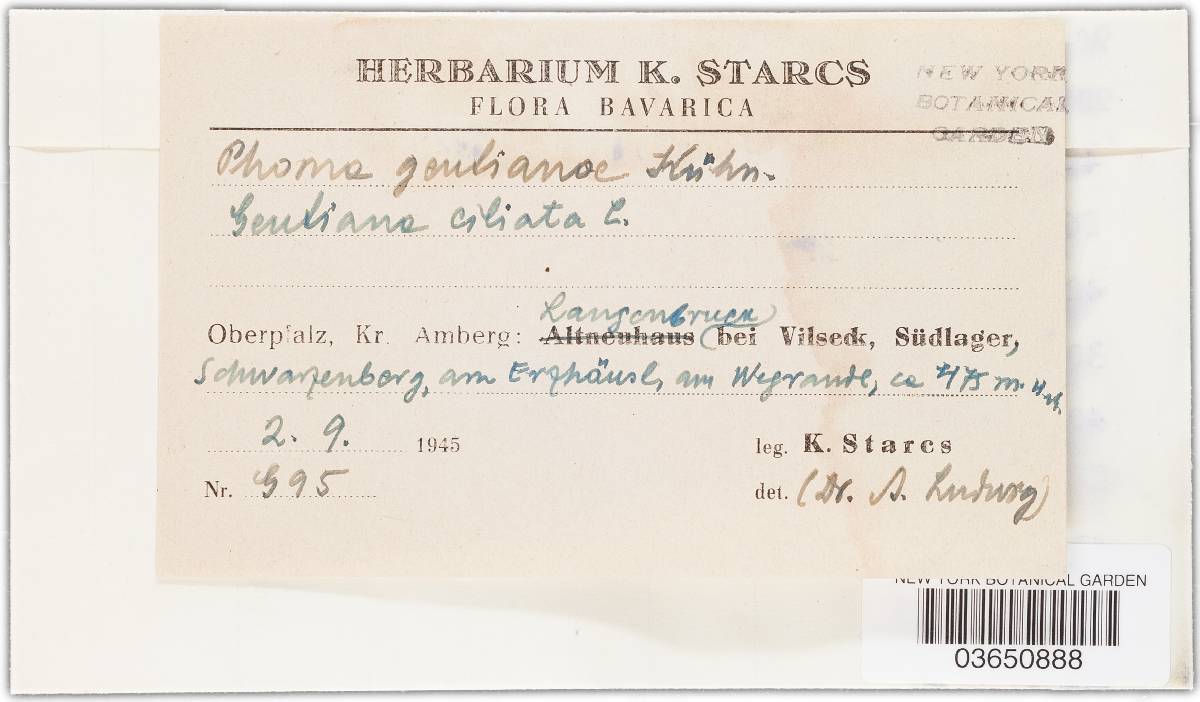 HERBARIUM K. STARCS
FLORA BAVARICA
NEW YORK
BOTANICAL
GARDEN
Phoma gentianae Kühn.
Gentiana ciliata L.
Langenbruck
Oberpfalz, Kr. Amberg: Altneuhaus bei Vilseck, Südlager,
Schwarzenberg, am Erzhäusl, am Wegrande, ca 475 m
2. 9. 1945
leg. K. Starcs
Nr. G95
det. (Dr. A. Ludwig)
NEW YORK BOTANICAL GARDEN
03650888